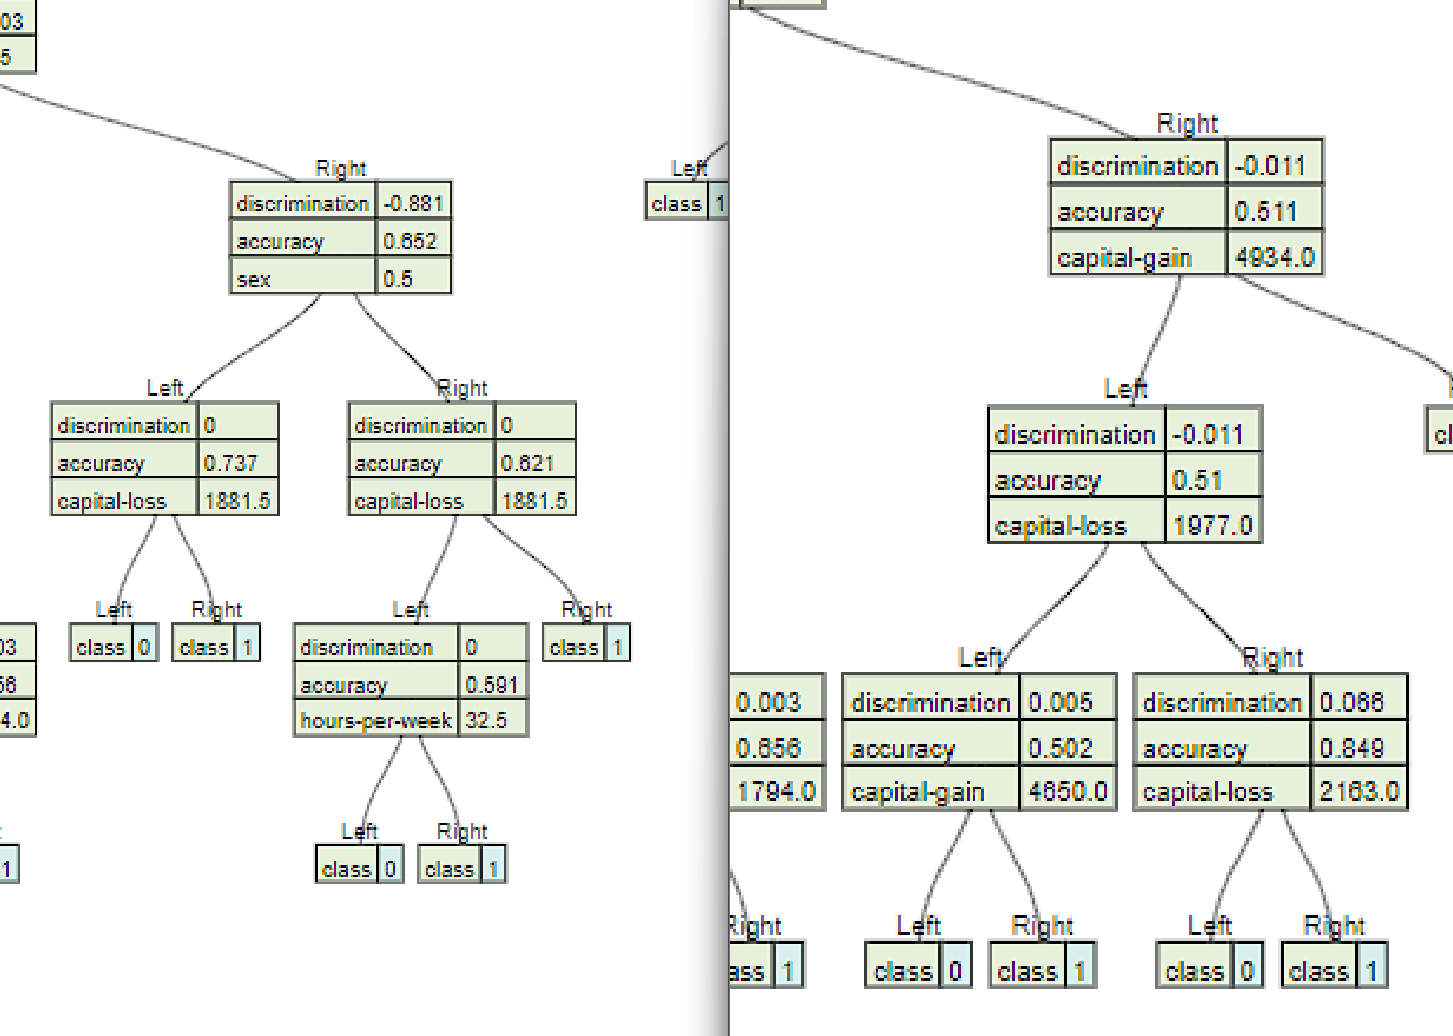 03
5
Right
discrimination -0.881
accuracy 0.652
sex 0.5
Left
class 1
Left
discrimination 0
accuracy 0.737
capital-loss 1881.5
Right
discrimination 0
accuracy 0.621
capital-loss 1881.5
Left
class 0
Right
class 1
Left
discrimination 0
accuracy 0.591
hours-per-week 32.5
Right
class 1
03
56
4.0
Left
class 0
Right
class 1
1
Right
discrimination -0.011
accuracy 0.511
capital-gain 4934.0
Left
discrimination -0.011
accuracy 0.51
capital-loss 1977.0
cl
0.003
0.656
1794.0
Left
discrimination 0.005
accuracy 0.502
capital-gain 4650.0
Right
discrimination 0.066
accuracy 0.849
capital-loss 2163.0
Right
ass 1
Left
class 0
Right
class 1
Left
class 0
Right
class 1